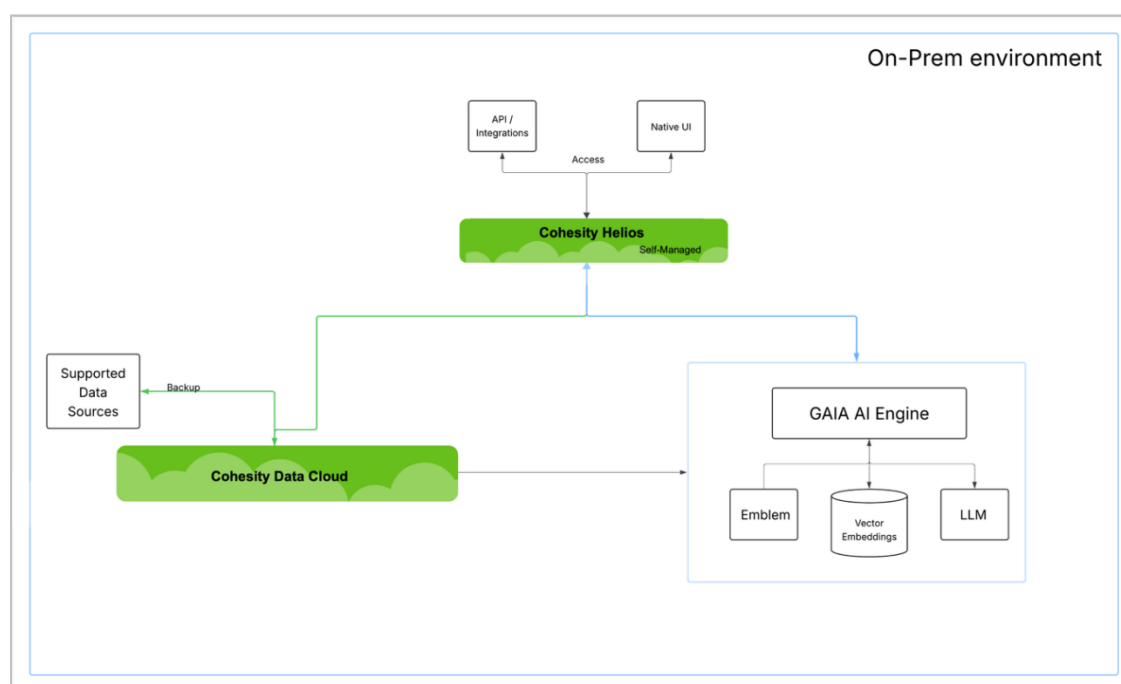 On-Prem environment
API /
Integrations
Native UI
Access
Cohesity Helios
Self-Managed
Supported
Data
Sources
Backup
Cohesity Data Cloud
GAIA AI Engine
Emblem
Vector
Embeddings
LLM